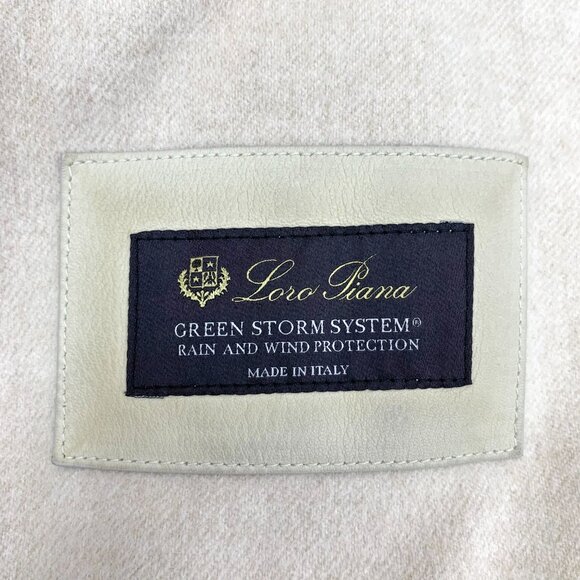 Loro Piana
GREEN STORM SYSTEM®
RAIN AND WIND PROTECTION
MADE IN ITALY